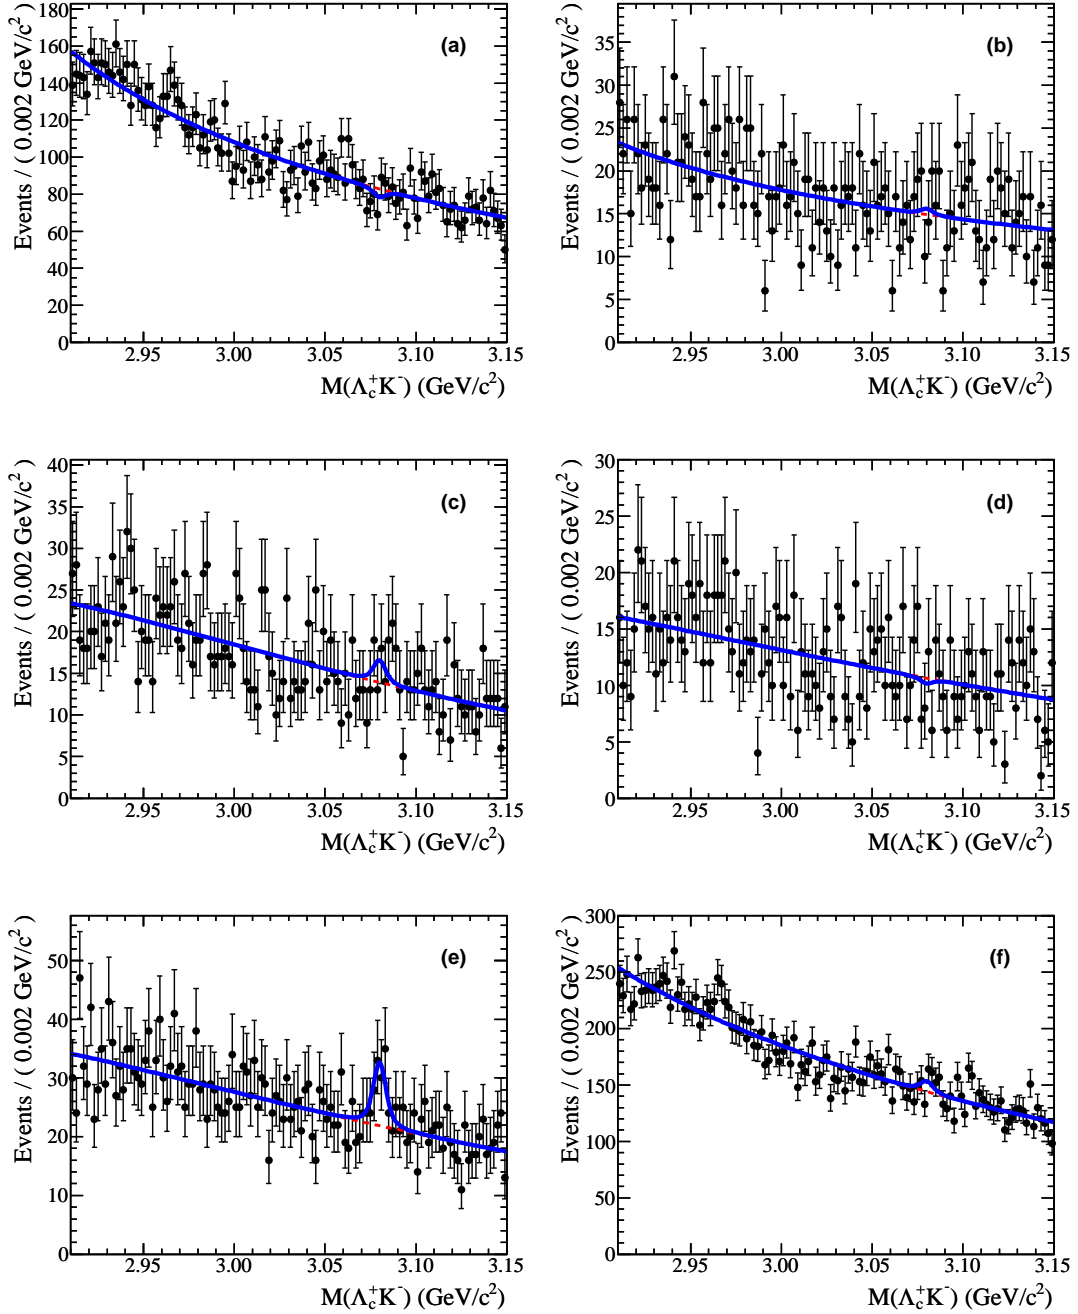 Events / ( 0.002 GeV/c² )
180
160
140
120
100
80
60
40
20
0
(a)
2.95 3.00 3.05 3.10 3.15
M(Λc⁺K⁻) (GeV/c²)
Events / ( 0.002 GeV/c² )
35
30
25
20
15
10
5
0
(b)
2.95 3.00 3.05 3.10 3.15
M(Λc⁺K⁻) (GeV/c²)
Events / ( 0.002 GeV/c² )
40
35
30
25
20
15
10
5
0
(c)
2.95 3.00 3.05 3.10 3.15
M(Λc⁺K⁻) (GeV/c²)
Events / ( 0.002 GeV/c² )
30
25
20
15
10
5
0
(d)
2.95 3.00 3.05 3.10 3.15
M(Λc⁺K⁻) (GeV/c²)
Events / ( 0.002 GeV/c² )
50
40
30
20
10
0
(e)
2.95 3.00 3.05 3.10 3.15
M(Λc⁺K⁻) (GeV/c²)
Events / ( 0.002 GeV/c² )
300
250
200
150
100
50
0
(f)
2.95 3.00 3.05 3.10 3.15
M(Λc⁺K⁻) (GeV/c²)